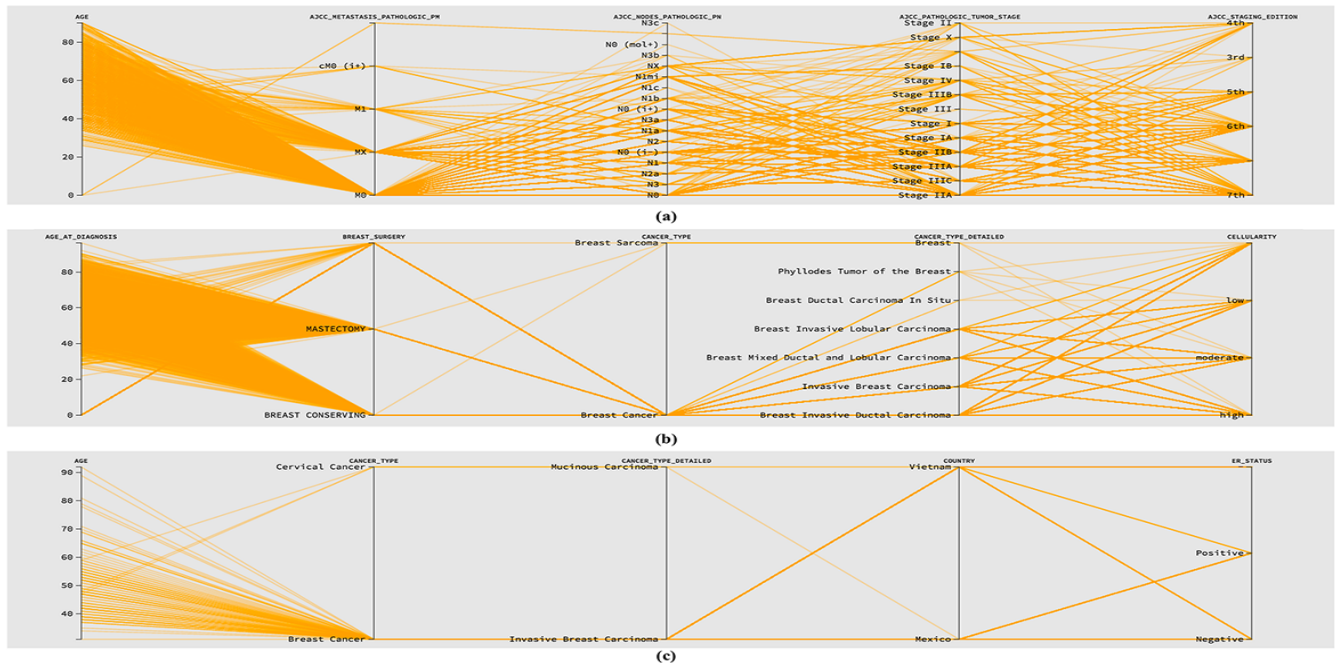 AGE AJCC_METASTASIS_PATHOLOGIC_PM AJCC_NODES_PATHOLOGIC_PN AJCC_PATHOLOGIC_TUMOR_STAGE AJCC_STAGING_EDITION
N3c Stage II 4th
Stage X
80 N0 (mol+)
N3b 3rd
cM0 (i+) NX Stage IB
60 N1mi Stage IV
N1c 5th
N1b Stage IIIB
M1 N0 (i+) Stage III
40 N3a Stage I 6th
N1a Stage IA
N2
MX N0 (i-) Stage IIB
20 N1 Stage IIIA
N2a Stage IIIC
N3
0 M0 N0 Stage IIA 7th
(a)
AGE_AT_DIAGNOSIS BREAST_SURGERY CANCER_TYPE CANCER_TYPE_DETAILED CELLULARITY
Breast Sarcoma Breast
80 Phyllodes Tumor of the Breast
60 Breast Ductal Carcinoma In Situ low
MASTECTOMY Breast Invasive Lobular Carcinoma
40 Breast Mixed Ductal and Lobular Carcinoma moderate
20 Invasive Breast Carcinoma
0 BREAST CONSERVING Breast Cancer Breast Invasive Ductal Carcinoma high
(b)
AGE CANCER_TYPE CANCER_TYPE_DETAILED COUNTRY ER_STATUS
Cervical Cancer Mucinous Carcinoma Vietnam
90
80
70
60 Positive
50
40
Breast Cancer Invasive Breast Carcinoma Mexico Negative
(c)